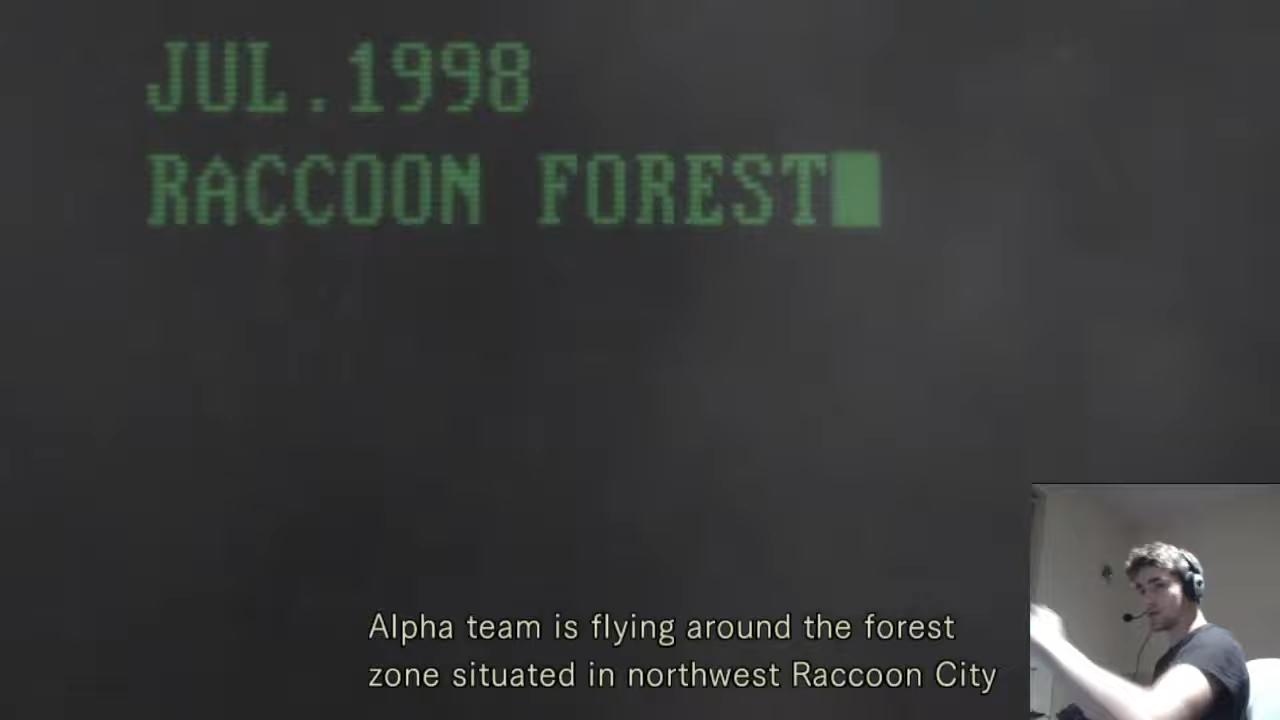 JUL.1998
RACCOON FOREST
Alpha team is flying around the forest
zone situated in northwest Raccoon City